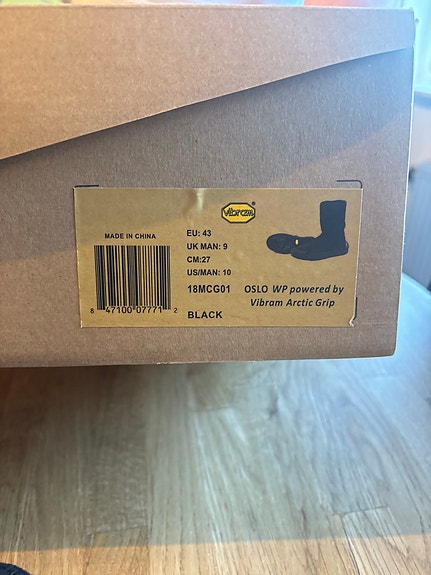 Vibram
MADE IN CHINA
EU: 43
UK MAN: 9
CM:27
US/MAN: 10
18MCG01
BLACK
OSLO WP powered by
Vibram Arctic Grip
8 47100 07771 2